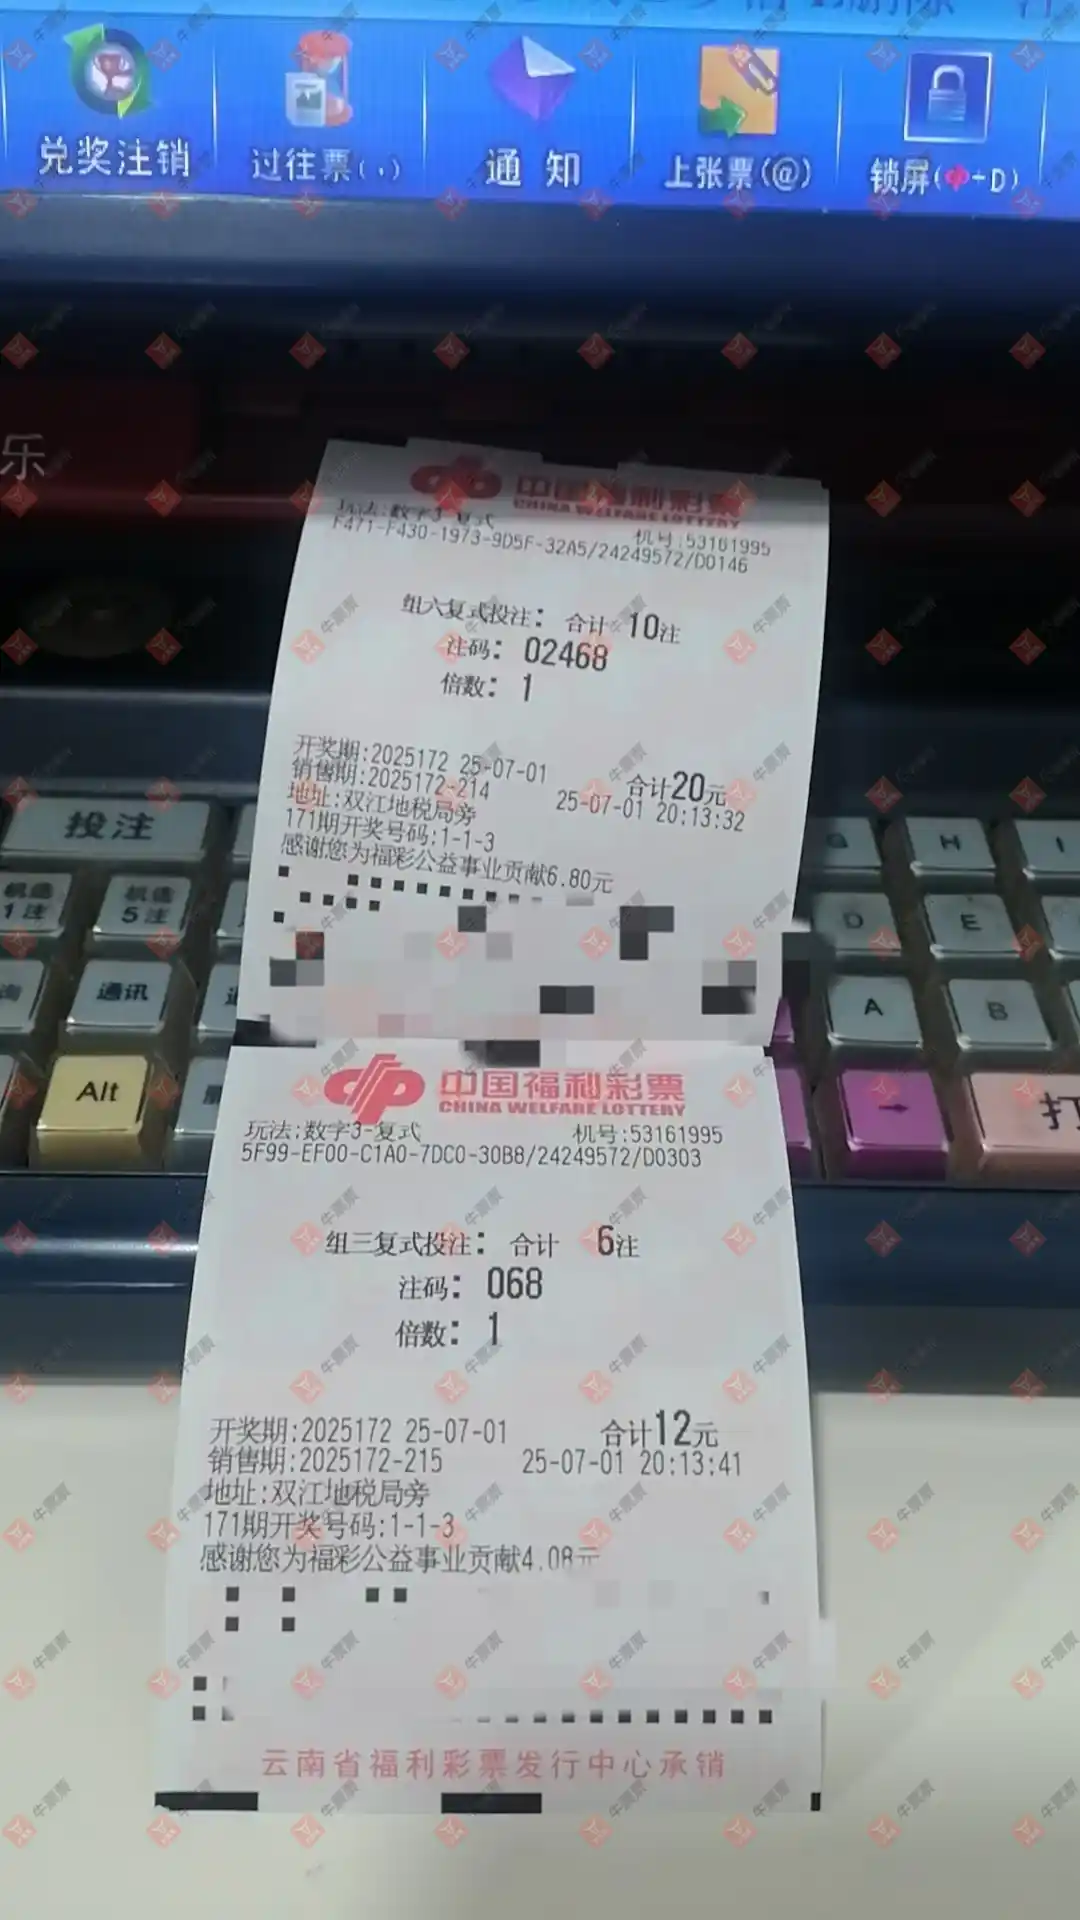 兑奖注销
过往票(,)
通 知
上张票(@)
锁屏(+D)
乐
中国福利彩票
CHINA WELFARE LOTTERY
玩法:数字3-复式
机号:53161995
F471-F430-1973-9D5F-32A5/24249572/D0146
组六复式投注: 合计 10注
注码: 02468
倍数: 1
开奖期:2025172 25-07-01
合计20元
销售期:2025172-214
25-07-01 20:13:32
地址:双江地税局旁
171期开奖号码:1-1-3
感谢您为福彩公益事业贡献6.80元
投注
机选1注
机选5注
通讯
Alt
G
H
I
D
E
A
B
→
打
中国福利彩票
CHINA WELFARE LOTTERY
玩法:数字3-复式
机号:53161995
5F99-EF00-C1A0-7DC0-30B8/24249572/D0303
组三复式投注: 合计 6注
注码: 068
倍数: 1
开奖期:2025172 25-07-01
合计12元
销售期:2025172-215
25-07-01 20:13:41
地址:双江地税局旁
171期开奖号码:1-1-3
感谢您为福彩公益事业贡献4.08元
云南省福利彩票发行中心承销
牛票票